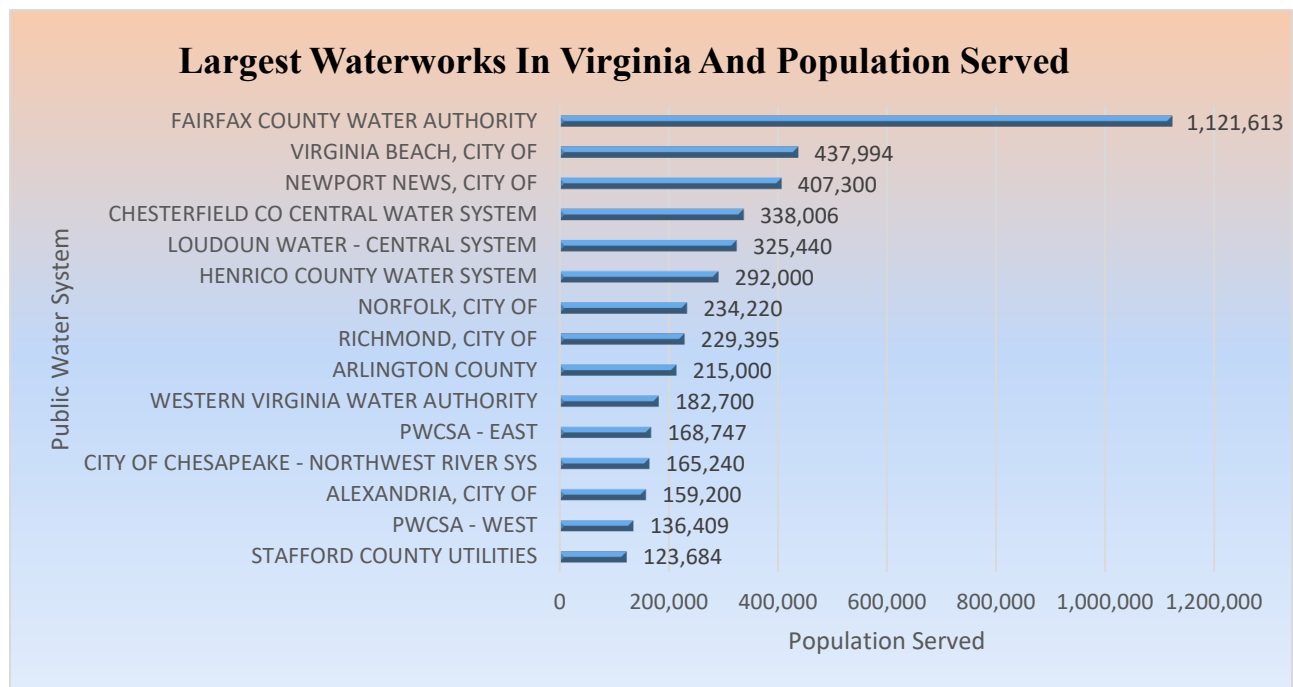 Largest Waterworks In Virginia And Population Served
Public Water System
FAIRFAX COUNTY WATER AUTHORITY 1,121,613
VIRGINIA BEACH, CITY OF 437,994
NEWPORT NEWS, CITY OF 407,300
CHESTERFIELD CO CENTRAL WATER SYSTEM 338,006
LOUDOUN WATER - CENTRAL SYSTEM 325,440
HENRICO COUNTY WATER SYSTEM 292,000
NORFOLK, CITY OF 234,220
RICHMOND, CITY OF 229,395
ARLINGTON COUNTY 215,000
WESTERN VIRGINIA WATER AUTHORITY 182,700
PWCSA - EAST 168,747
CITY OF CHESAPEAKE - NORTHWEST RIVER SYS 165,240
ALEXANDRIA, CITY OF 159,200
PWCSA - WEST 136,409
STAFFORD COUNTY UTILITIES 123,684
0 200,000 400,000 600,000 800,000 1,000,000 1,200,000
Population Served